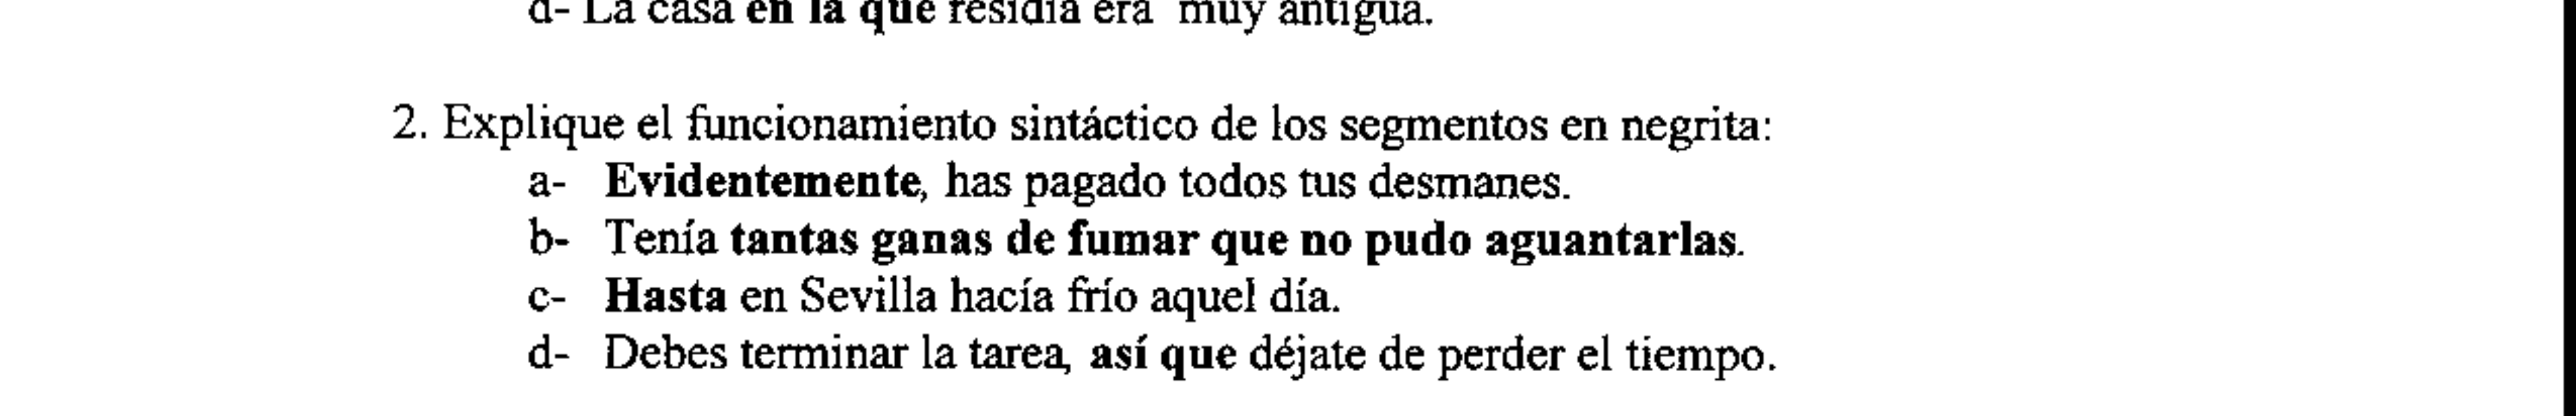 d- La casa en la que residía era muy antigua.
2. Explique el funcionamiento sintáctico de los segmentos en negrita:
a- Evidentemente, has pagado todos tus desmanes.
b- Tenía tantas ganas de fumar que no pudo aguantarlas.
c- Hasta en Sevilla hacía frío aquel día.
d- Debes terminar la tarea, así que déjate de perder el tiempo.